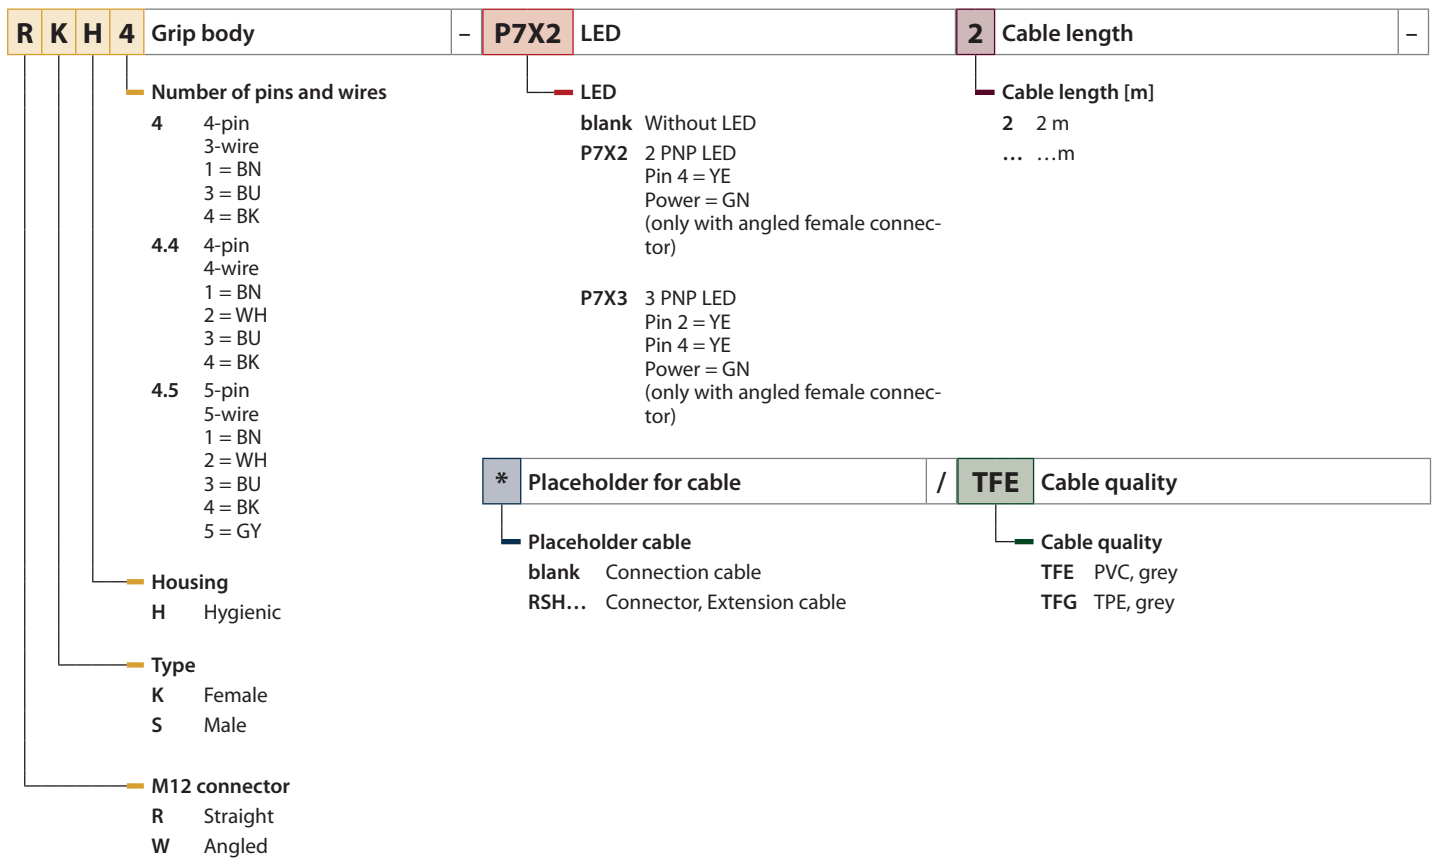 R K H 4 Grip body – P7X2 LED 2 Cable length –
Number of pins and wires
4 4-pin
3-wire
1 = BN
3 = BU
4 = BK
4.4 4-pin
4-wire
1 = BN
2 = WH
3 = BU
4 = BK
4.5 5-pin
5-wire
1 = BN
2 = WH
3 = BU
4 = BK
5 = GY
Housing
H Hygienic
Type
K Female
S Male
M12 connector
R Straight
W Angled
LED
blank Without LED
P7X2 2 PNP LED
Pin 4 = YE
Power = GN
(only with angled female connec-
tor)
P7X3 3 PNP LED
Pin 2 = YE
Pin 4 = YE
Power = GN
(only with angled female connec-
tor)
Cable length [m]
2 2 m
… …m
* Placeholder for cable / TFE Cable quality
Placeholder cable
blank Connection cable
RSH… Connector, Extension cable
Cable quality
TFE PVC, grey
TFG TPE, grey